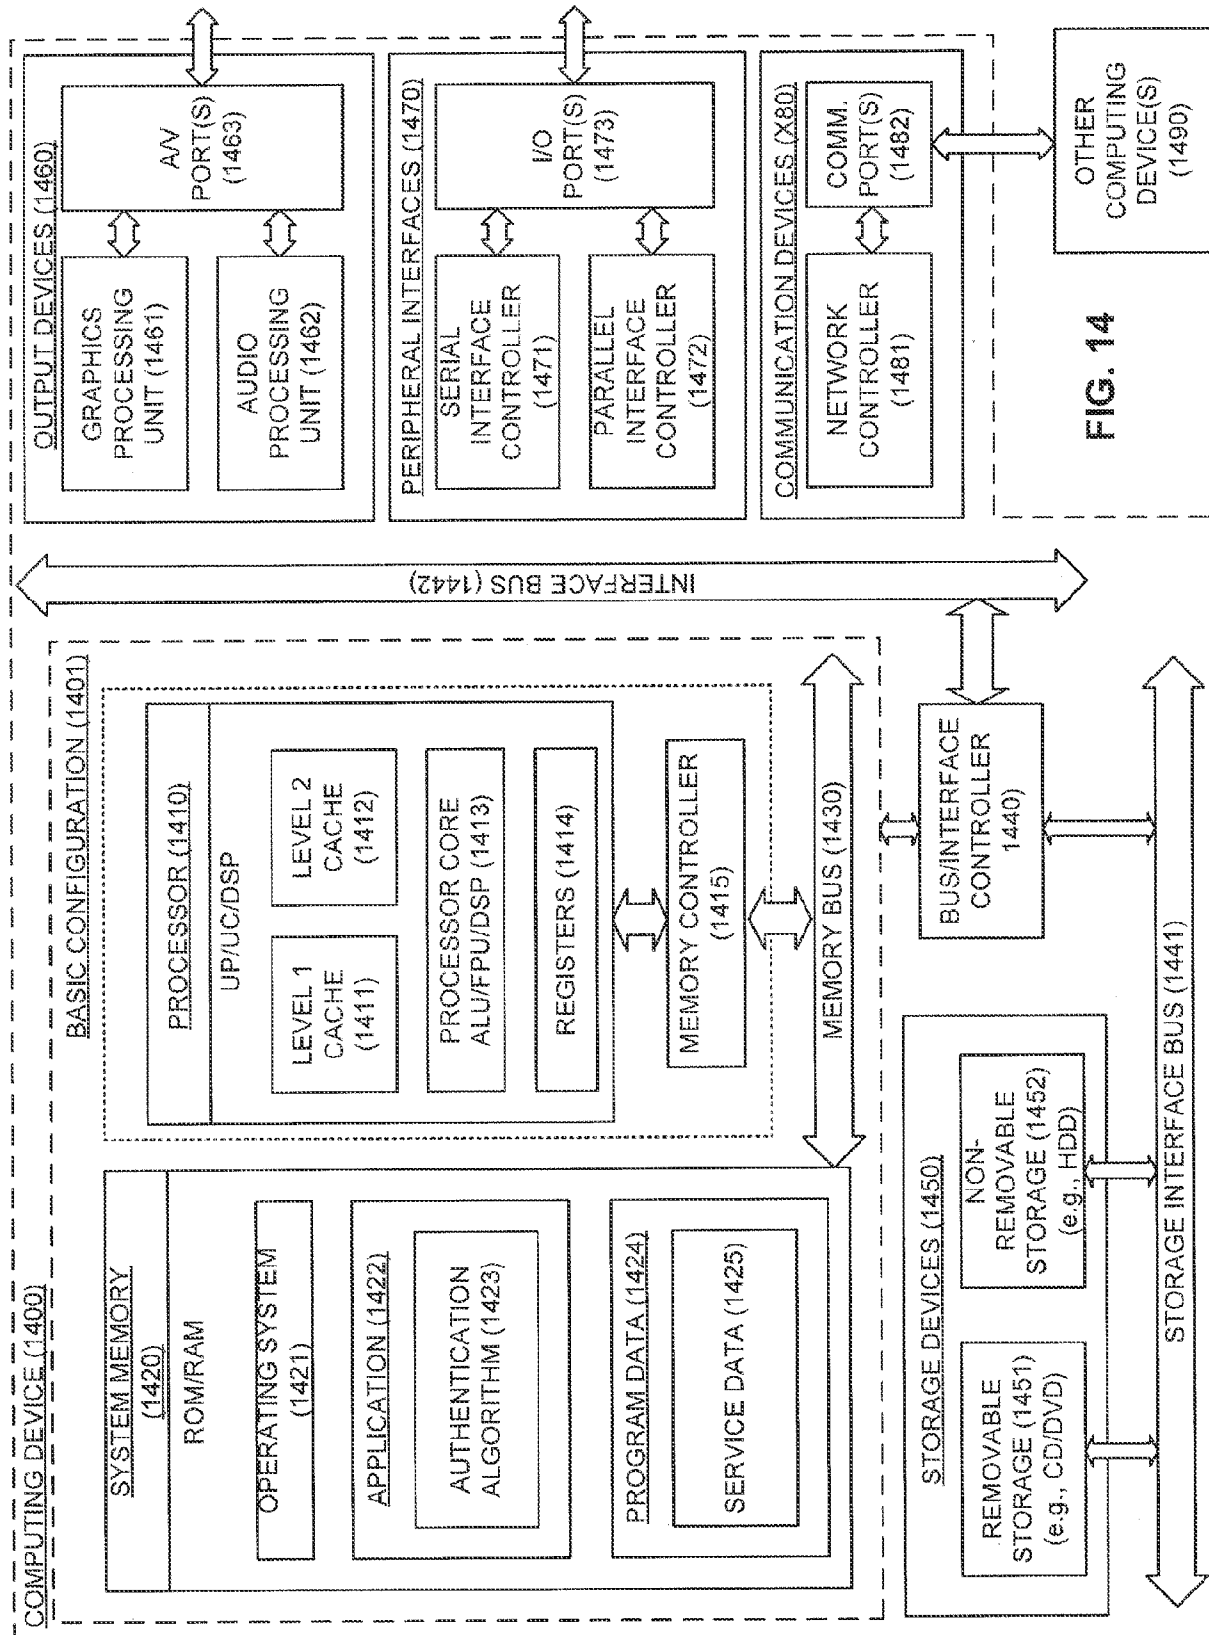 COMPUTING DEVICE (1400)
BASIC CONFIGURATION (1401)
SYSTEM MEMORY
(1420)
ROM/RAM
OPERATING SYSTEM
(1421)
APPLICATION (1422)
AUTHENTICATION
ALGORITHM (1423)
PROGRAM DATA (1424)
SERVICE DATA (1425)
PROCESSOR (1410)
UP/UC/DSP
LEVEL 1
CACHE
(1411)
LEVEL 2
CACHE
(1412)
PROCESSOR CORE
ALU/FPU/DSP (1413)
REGISTERS (1414)
MEMORY CONTROLLER
(1415)
MEMORY BUS (1430)
BUS/INTERFACE
CONTROLLER
1440
STORAGE DEVICES (1450)
REMOVABLE
STORAGE (1451)
(e.g., CD/DVD)
NON-
REMOVABLE
STORAGE (1452)
(e.g., HDD)
STORAGE INTERFACE BUS (1441)
INTERFACE BUS (1442)
OUTPUT DEVICES (1460)
GRAPHICS
PROCESSING
UNIT (1461)
AUDIO
PROCESSING
UNIT (1462)
A/V
PORT(S)
(1463)
PERIPHERAL INTERFACES (1470)
SERIAL
INTERFACE
CONTROLLER
(1471)
PARALLEL
INTERFACE
CONTROLLER
(1472)
I/O
PORT(S)
(1473)
COMMUNICATION DEVICES (X80)
NETWORK
CONTROLLER
(1481)
COMM.
PORT(S)
(1482)
OTHER
COMPUTING
DEVICE(S)
(1490)
FIG. 14